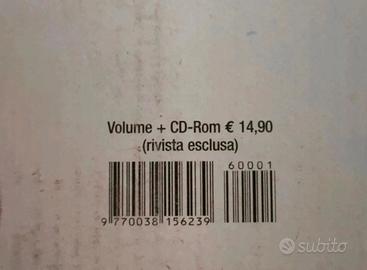 Volume + CD-Rom € 14,90
(rivista esclusa)
60001
9 770038 156239
subito